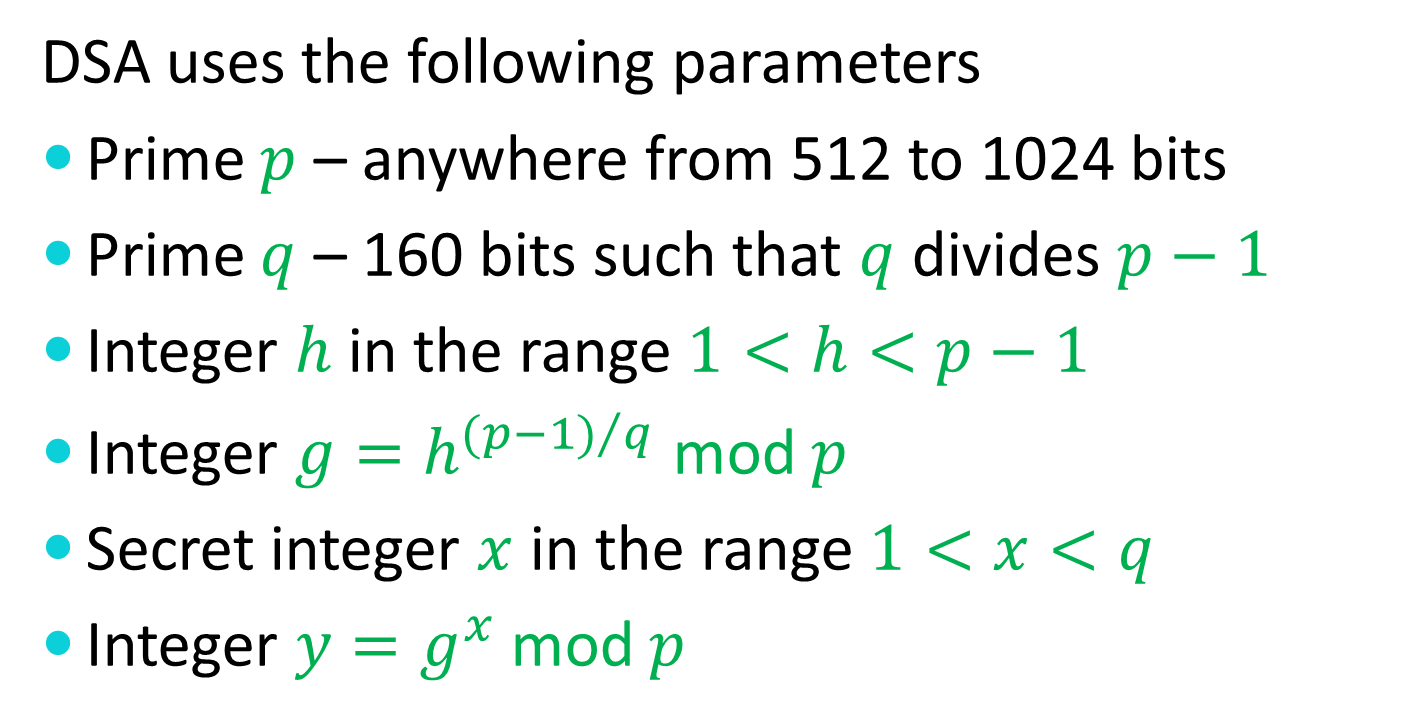 DSA uses the following parameters
• Prime p – anywhere from 512 to 1024 bits
• Prime q – 160 bits such that q divides p − 1
• Integer h in the range 1 < h < p − 1
• Integer g = h^{(p−1)/q} mod p
• Secret integer x in the range 1 < x < q
• Integer y = g^x mod p